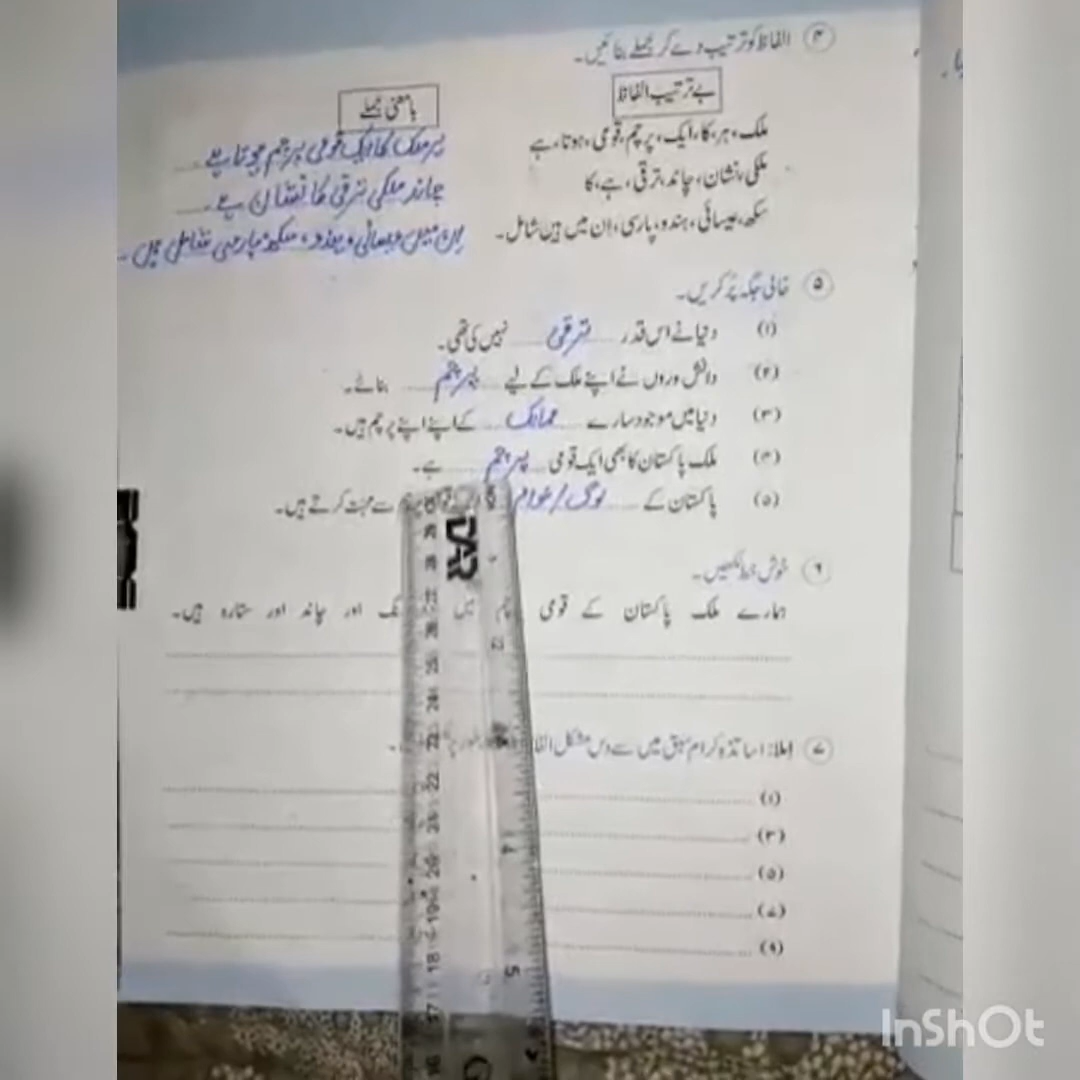 ۴ الفاظ کو ترتیب دے کر جملے بنائیں۔
بے ترتیب الفاظ
بامعنی جملے
ملک، ہر، کا، ایک، پرچم، قومی، ہوتا، ہے
ہر ملک کا ایک قومی پرچم ہوتا ہے
ملکی، نشان، چاند، ترقی، ہے، کا
چاند ملکی ترقی کا نشان ہے۔
سکھ، عیسائی، ہندو، پارسی، اِن میں ہیں شامل۔
اِن میں عیسائی، ہندو، سکھ، پارسی شامل ہیں۔
۵ خالی جگہ پُر کریں۔
(۱) دنیا نے اس قدر ترقی نہیں کی تھی۔
(۲) دانش وروں نے اپنے ملک کے لیے پرچم بنائے۔
(۳) دنیا میں موجود سارے ممالک کے اپنے اپنے پرچم ہیں۔
(۴) ملک پاکستان کا بھی ایک قومی پرچم ہے۔
(۵) پاکستان کے لوگ/عوام سے محبت کرتے ہیں۔
۶ خوش خط لکھیں۔
ہمارے ملک پاکستان کے قومی میں اور چاند اور ستارہ ہیں۔
۷ اِملا: اساتذہ کرام سبق میں سے دس مشکل
(۱)
(۳)
(۵)
(۷)
(۹)
DAR
InShOt